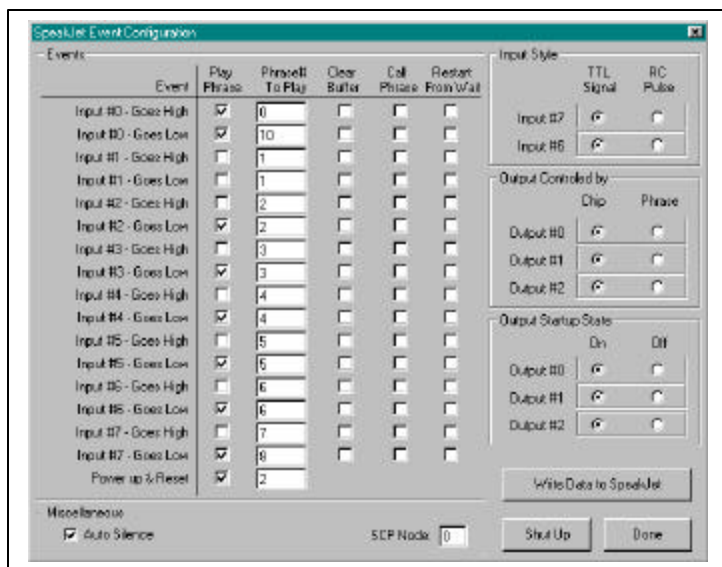 SpeakJet Event Configuration
Events
Event Play Phrase Phrase# To Play Clear Buffer Call Phrase Restart From Wait
Input #0 - Goes High 0
Input #0 - Goes Low 10
Input #1 - Goes High 1
Input #1 - Goes Low 1
Input #2 - Goes High 2
Input #2 - Goes Low 2
Input #3 - Goes High 3
Input #3 - Goes Low 3
Input #4 - Goes High 4
Input #4 - Goes Low 4
Input #5 - Goes High 5
Input #5 - Goes Low 5
Input #6 - Goes High 6
Input #6 - Goes Low 6
Input #7 - Goes High 7
Input #7 - Goes Low
Power up & Reset 2
Miscellaneous
Auto Silence
SCP Node: 0
Input Style
TTL Signal RC Pulse
Input #7
Input #6
Output Controled by
Chip Phrase
Output #0
Output #1
Output #2
Output Startup State
On Off
Output #0
Output #1
Output #2
Write Data to SpeakJet
Shut Up
Done